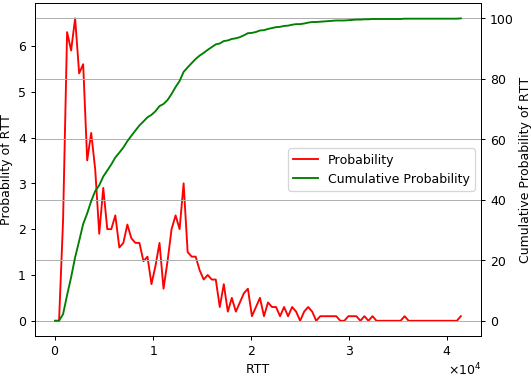 Probability of RTT
6
5
4
3
2
1
0
100
80
60
40
20
0
Cumulative Probability of RTT
Probability
Cumulative Probability
0 1 2 3 4
RTT
×10⁴